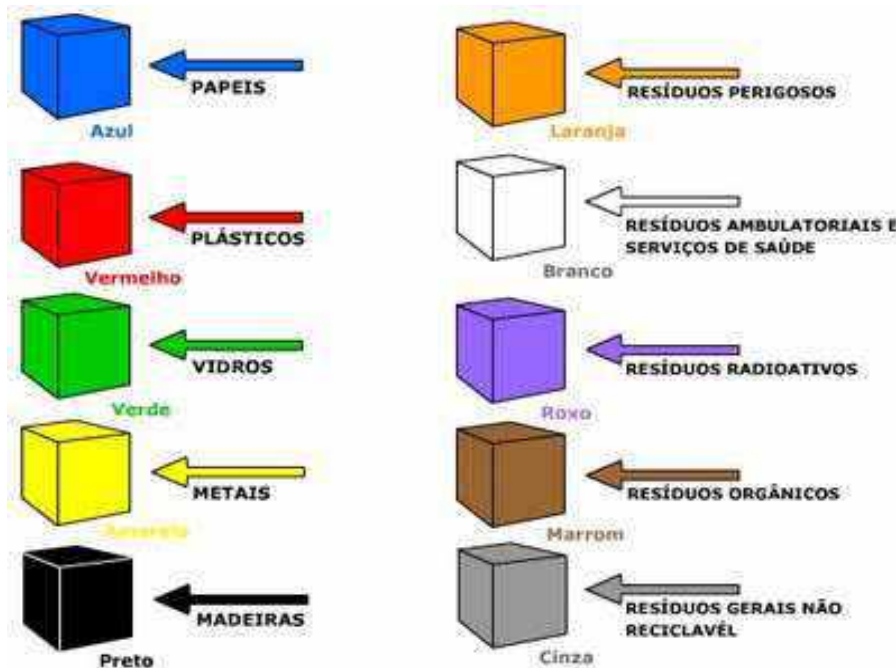 PAPEIS
Azul
PLÁSTICOS
Vermelho
VIDROS
Verde
METAIS
Amarelo
MADEIRAS
Preto
RESÍDUOS PERIGOSOS
Laranja
RESÍDUOS AMBULATORIAIS E
SERVIÇOS DE SAÚDE
Branco
RESÍDUOS RADIOATIVOS
Roxo
RESÍDUOS ORGÂNICOS
Marrom
RESÍDUOS GERAIS NÃO
RECICLAVÉL
Cinza